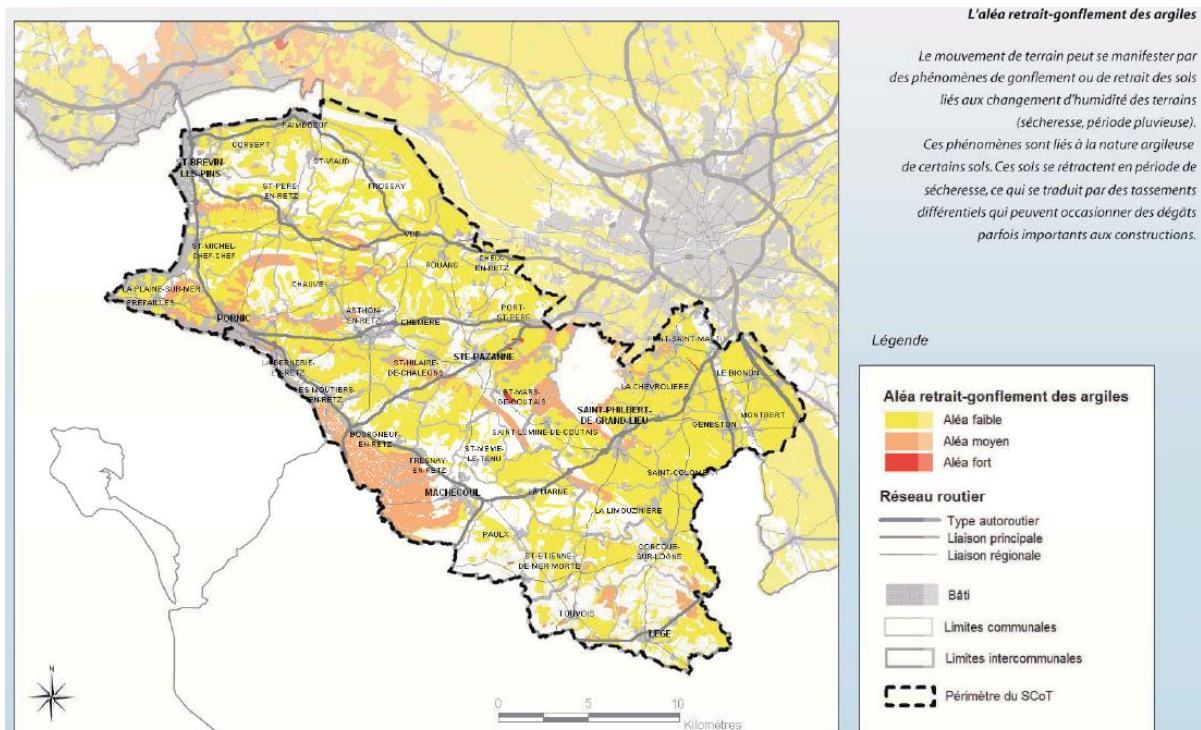 L'aléa retrait-gonflement des argiles
Le mouvement de terrain peut se manifester par
des phénomènes de gonflement ou de retrait des sols
liés aux changement d'humidité des terrains
(sécheresse, période pluvieuse).
Ces phénomènes sont liés à la nature argileuse
de certains sols. Ces sols se rétractent en période de
sécheresse, ce qui se traduit par des tassements
différentiels qui peuvent occasionner des dégâts
parfois importants aux constructions.
Légende
Aléa retrait-gonflement des argiles
Aléa faible
Aléa moyen
Aléa fort
Réseau routier
Type autoroutier
Liaison principale
Liaison régionale
Bâti
Limites communales
Limites intercommunales
Périmètre du SCoT
PAIMBOEUF
CORSEPT
ST-BREVIN-
LES-PINS
ST-VIAUD
ST-PERE-
EN-RETZ
FROSSAY
VUE
ST-MICHEL-
CHEF-CHEF
ROUANS
CHEIX-
EN-RETZ
CHAUVE
LA PLAINE-SUR-MER
PREFAILLES
PORNIC
ARTHON-
EN-RETZ
CHEMERE
PORT-
ST-PERE
LA BERNERIE-
EN-RETZ
ST-HILAIRE-
DE-CHALEONS
STE-PAZANNE
LES MOUTIERS-
EN-RETZ
ST-MARS-
DE-COUTAIS
LA CHEVROLIERE
LE BIGNON
SAINT-PHILBERT-
DE-GRAND-LIEU
MONTBERT
GENESTON
SAINT-LUMINE-DE-COUTAIS
BOURGNEUF-
EN-RETZ
ST-MEME-
LE-TENU
FRESNAY-
EN-RETZ
MACHECOUL
LA MARNE
SAINT-COLOMB
LA LIMOUZINIERE
PAULX
ST-ETIENNE-
DE-MER-MORTE
CORCOUE-
SUR-LOGNE
TOUVOIS
LEGE
N
0 5 10
Kilomètres